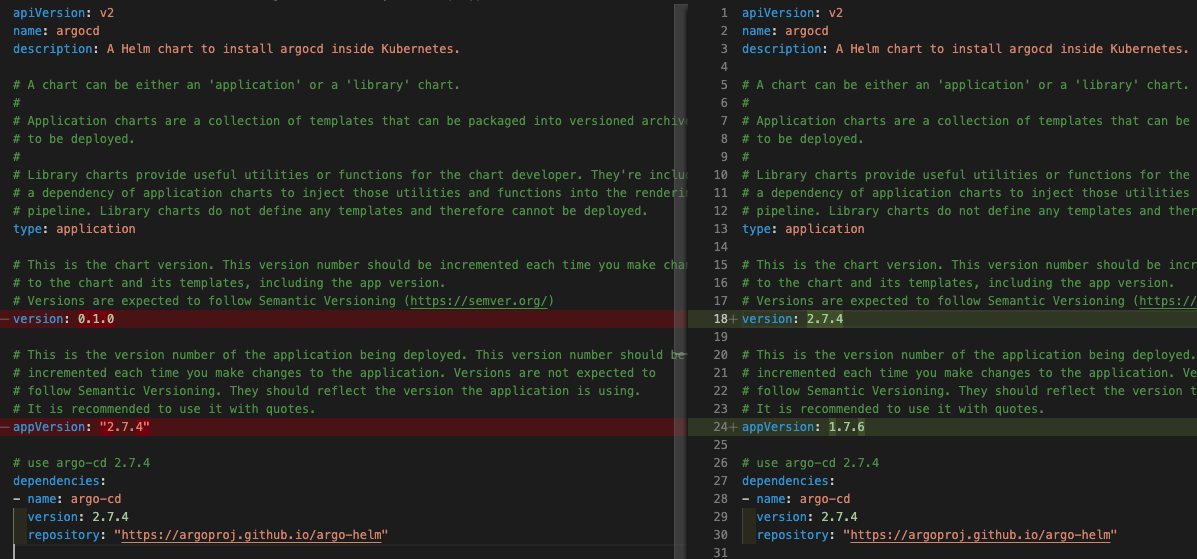 apiVersion: v2
name: argocd
description: A Helm chart to install argocd inside Kubernetes.
# A chart can be either an 'application' or a 'library' chart.
#
# Application charts are a collection of templates that can be packaged into versioned archiv
# to be deployed.
#
# Library charts provide useful utilities or functions for the chart developer. They're inclu
# a dependency of application charts to inject those utilities and functions into the renderi
# pipeline. Library charts do not define any templates and therefore cannot be deployed.
type: application
# This is the chart version. This version number should be incremented each time you make cha
# to the chart and its templates, including the app version.
# Versions are expected to follow Semantic Versioning (https://semver.org/)
— version: 0.1.0
# This is the version number of the application being deployed. This version number should be
# incremented each time you make changes to the application. Versions are not expected to
# follow Semantic Versioning. They should reflect the version the application is using.
# It is recommended to use it with quotes.
— appVersion: "2.7.4"
# use argo-cd 2.7.4
dependencies:
- name: argo-cd
version: 2.7.4
repository: "https://argoproj.github.io/argo-helm"
1 apiVersion: v2
2 name: argocd
3 description: A Helm chart to install argocd inside Kubernetes.
4
5 # A chart can be either an 'application' or a 'library' chart.
6 #
7 # Application charts are a collection of templates that can be
8 # to be deployed.
9 #
10 # Library charts provide useful utilities or functions for the
11 # a dependency of application charts to inject those utilities
12 # pipeline. Library charts do not define any templates and ther
13 type: application
14
15 # This is the chart version. This version number should be incr
16 # to the chart and its templates, including the app version.
17 # Versions are expected to follow Semantic Versioning (https://
18+ version: 2.7.4
19
20 # This is the version number of the application being deployed.
21 # incremented each time you make changes to the application. Ve
22 # follow Semantic Versioning. They should reflect the version t
23 # It is recommended to use it with quotes.
24+ appVersion: 1.7.6
25
26 # use argo-cd 2.7.4
27 dependencies:
28 - name: argo-cd
29 version: 2.7.4
30 repository: "https://argoproj.github.io/argo-helm"
31